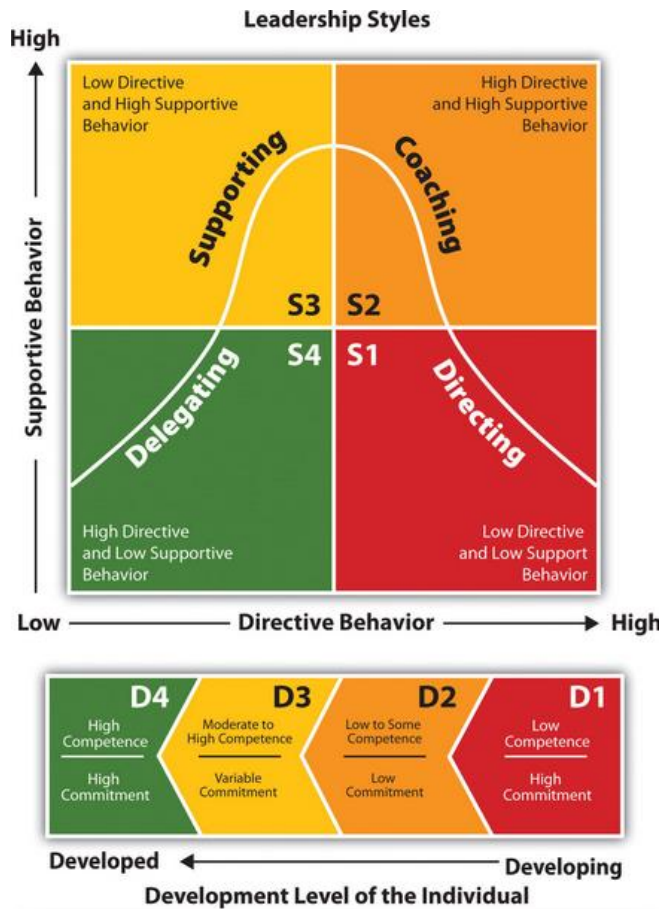 Leadership Styles
High
Low Directive
and High Supportive
Behavior
High Directive
and High Supportive
Behavior
Supporting
Coaching
S3
S2
Supportive Behavior
S4
S1
Delegating
Directing
High Directive
and Low Supportive
Behavior
Low Directive
and Low Support
Behavior
Low
Directive Behavior
High
D4
High
Competence
High
Commitment
D3
Moderate to
High Competence
Variable
Commitment
D2
Low to Some
Competence
Low
Commitment
D1
Low
Competence
High
Commitment
Developed
Developing
Development Level of the Individual